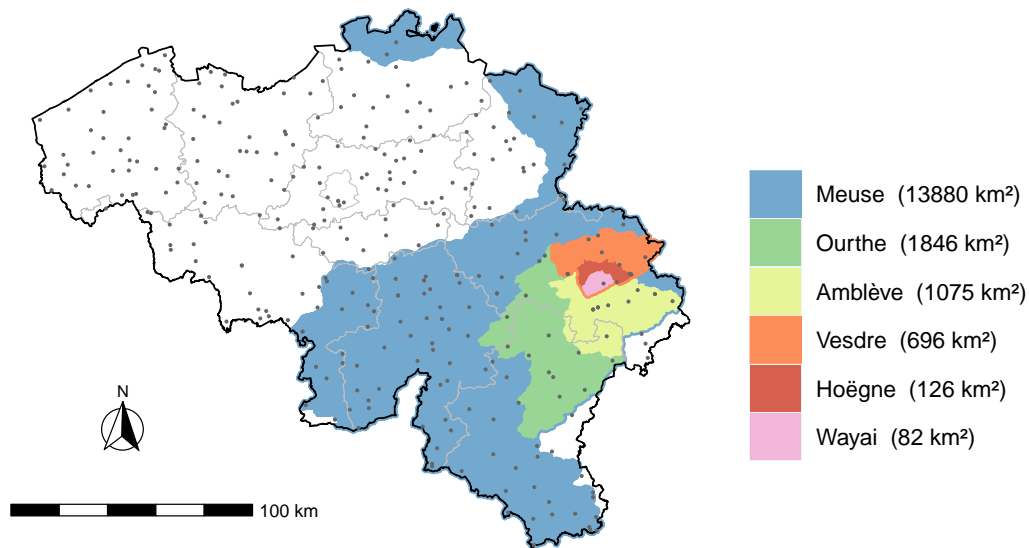 Meuse (13880 km²)
Ourthe (1846 km²)
Amblève (1075 km²)
Vesdre (696 km²)
Hoëgne (126 km²)
Wayai (82 km²)
N
100 km